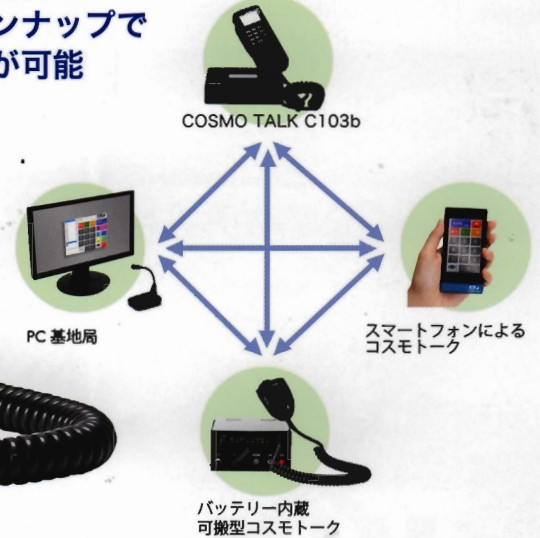 ンナップで
が可能
COSMO TALK C103b
PC 基地局
スマートフォンによる
コスモトーク
バッテリー内蔵
可搬型コスモトーク